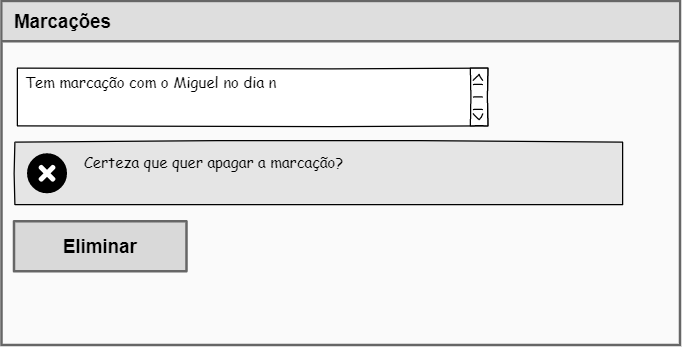 Marcações
Tem marcação com o Miguel no dia n
Certeza que quer apagar a marcação?
Eliminar